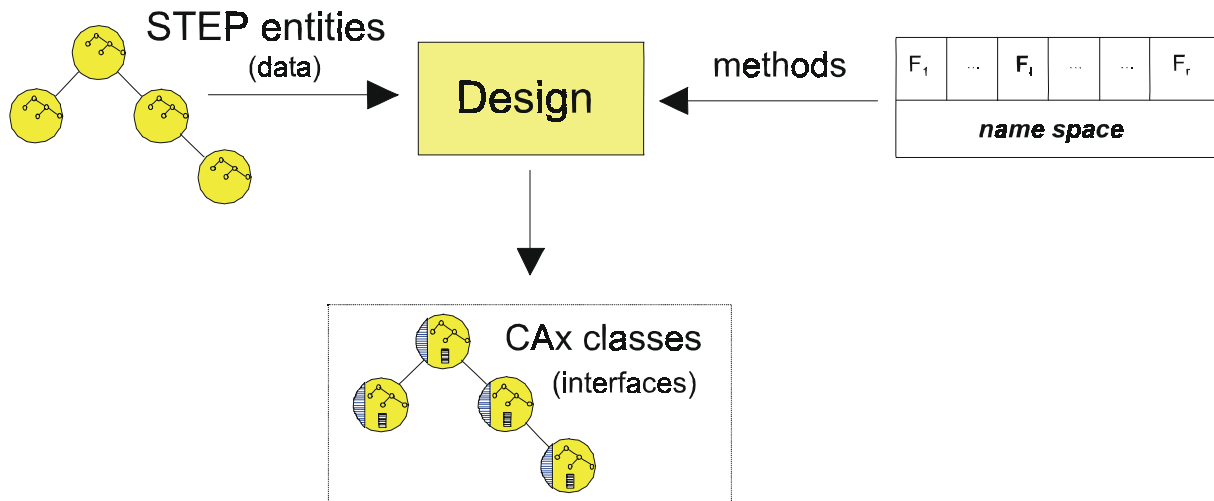 STEP entities
(data)
Design
methods
F1 ... Fi ... ... Fr
name space
CAx classes
(interfaces)